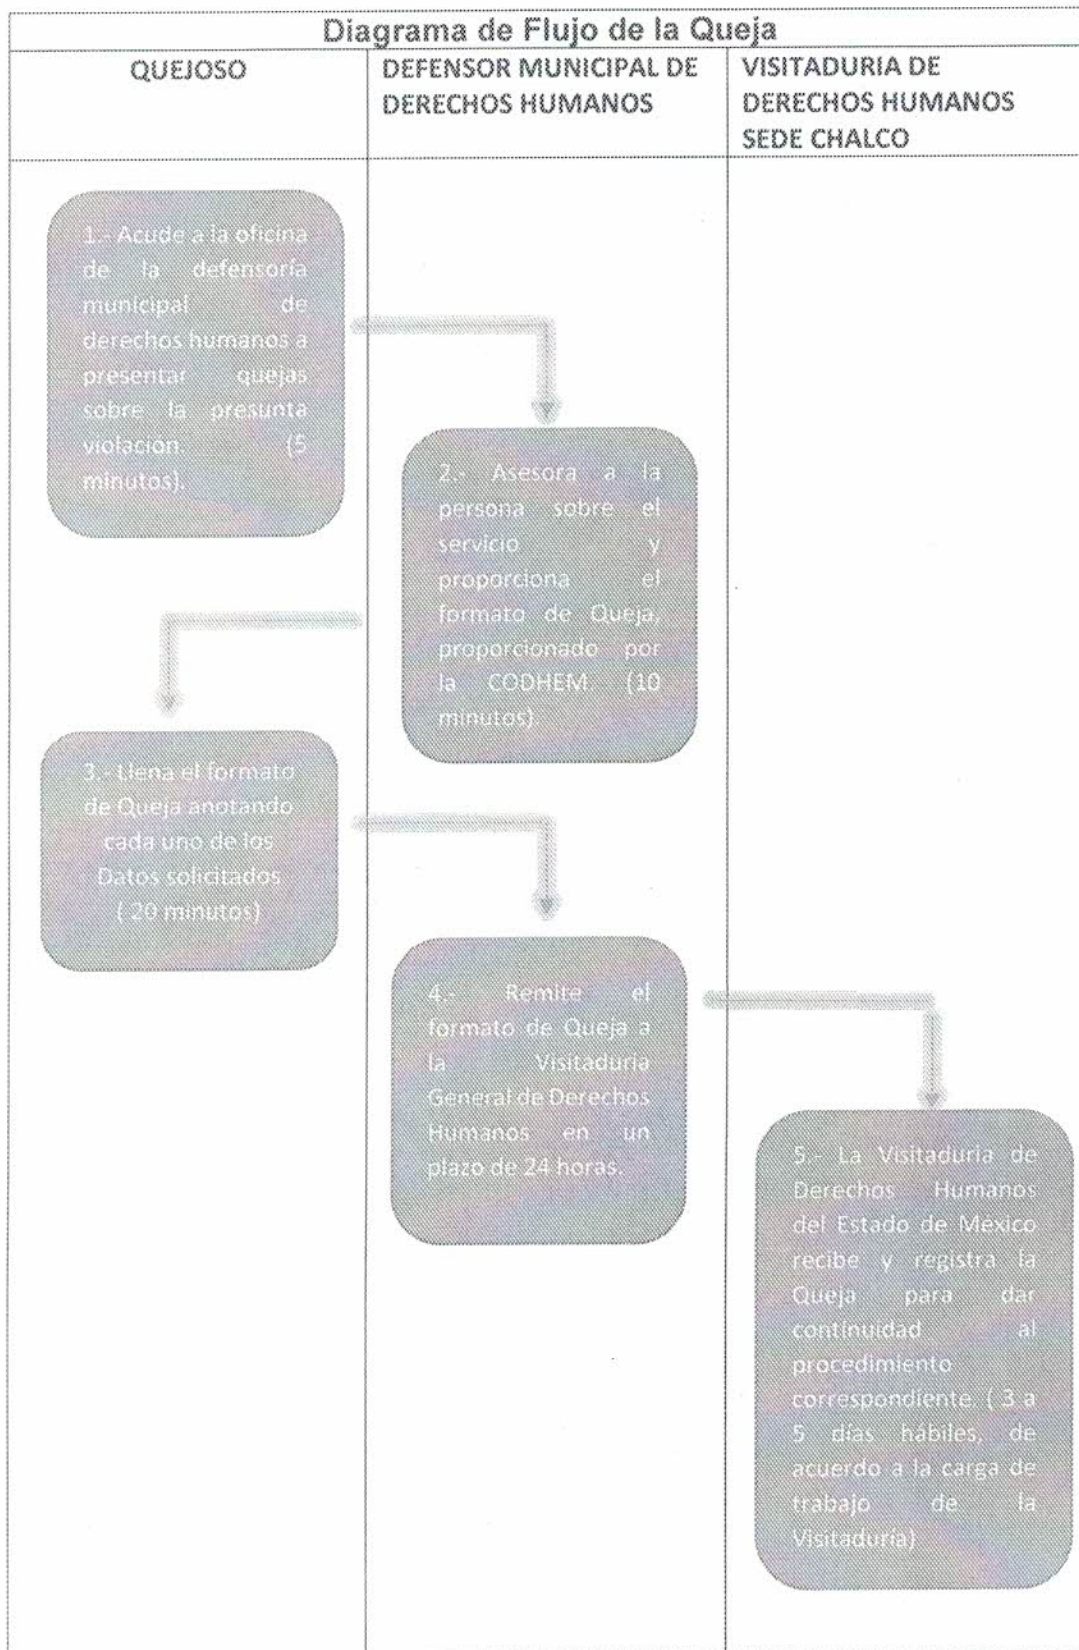 Diagrama de Flujo de la Queja
QUEJOSO
DEFENSOR MUNICIPAL DE
DERECHOS HUMANOS
VISITADURIA DE
DERECHOS HUMANOS
SEDE CHALCO
1.- Acude a la oficina
de la defensoría
municipal de
derechos humanos a
presentar quejas
sobre la presunta
violación. (5
minutos).
2.- Asesora a la
persona sobre el
servicio y
proporciona el
formato de Queja,
proporcionado por
la CODHEM. (10
minutos).
3.- Llena el formato
de Queja anotando
cada uno de los
Datos solicitados
( 20 minutos)
4.- Remite el
formato de Queja a
la Visitaduria
General de Derechos
Humanos en un
plazo de 24 horas.
5.- La Visitaduria de
Derechos Humanos
del Estado de México
recibe y registra la
Queja para dar
continuidad al
procedimiento
correspondiente. ( 3 a
5 días hábiles, de
acuerdo a la carga de
trabajo de la
Visitaduría)